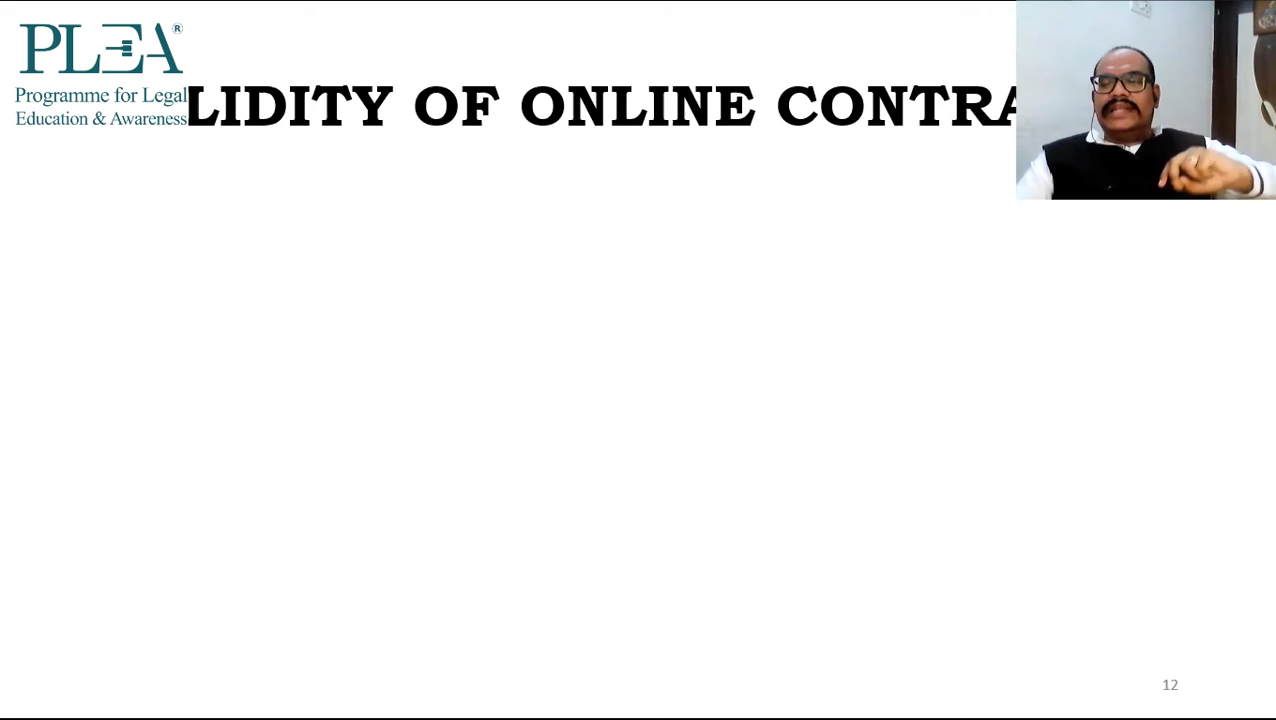 PLEA®
Programme for Legal
Education & Awareness
LIDITY OF ONLINE CONTRA
12